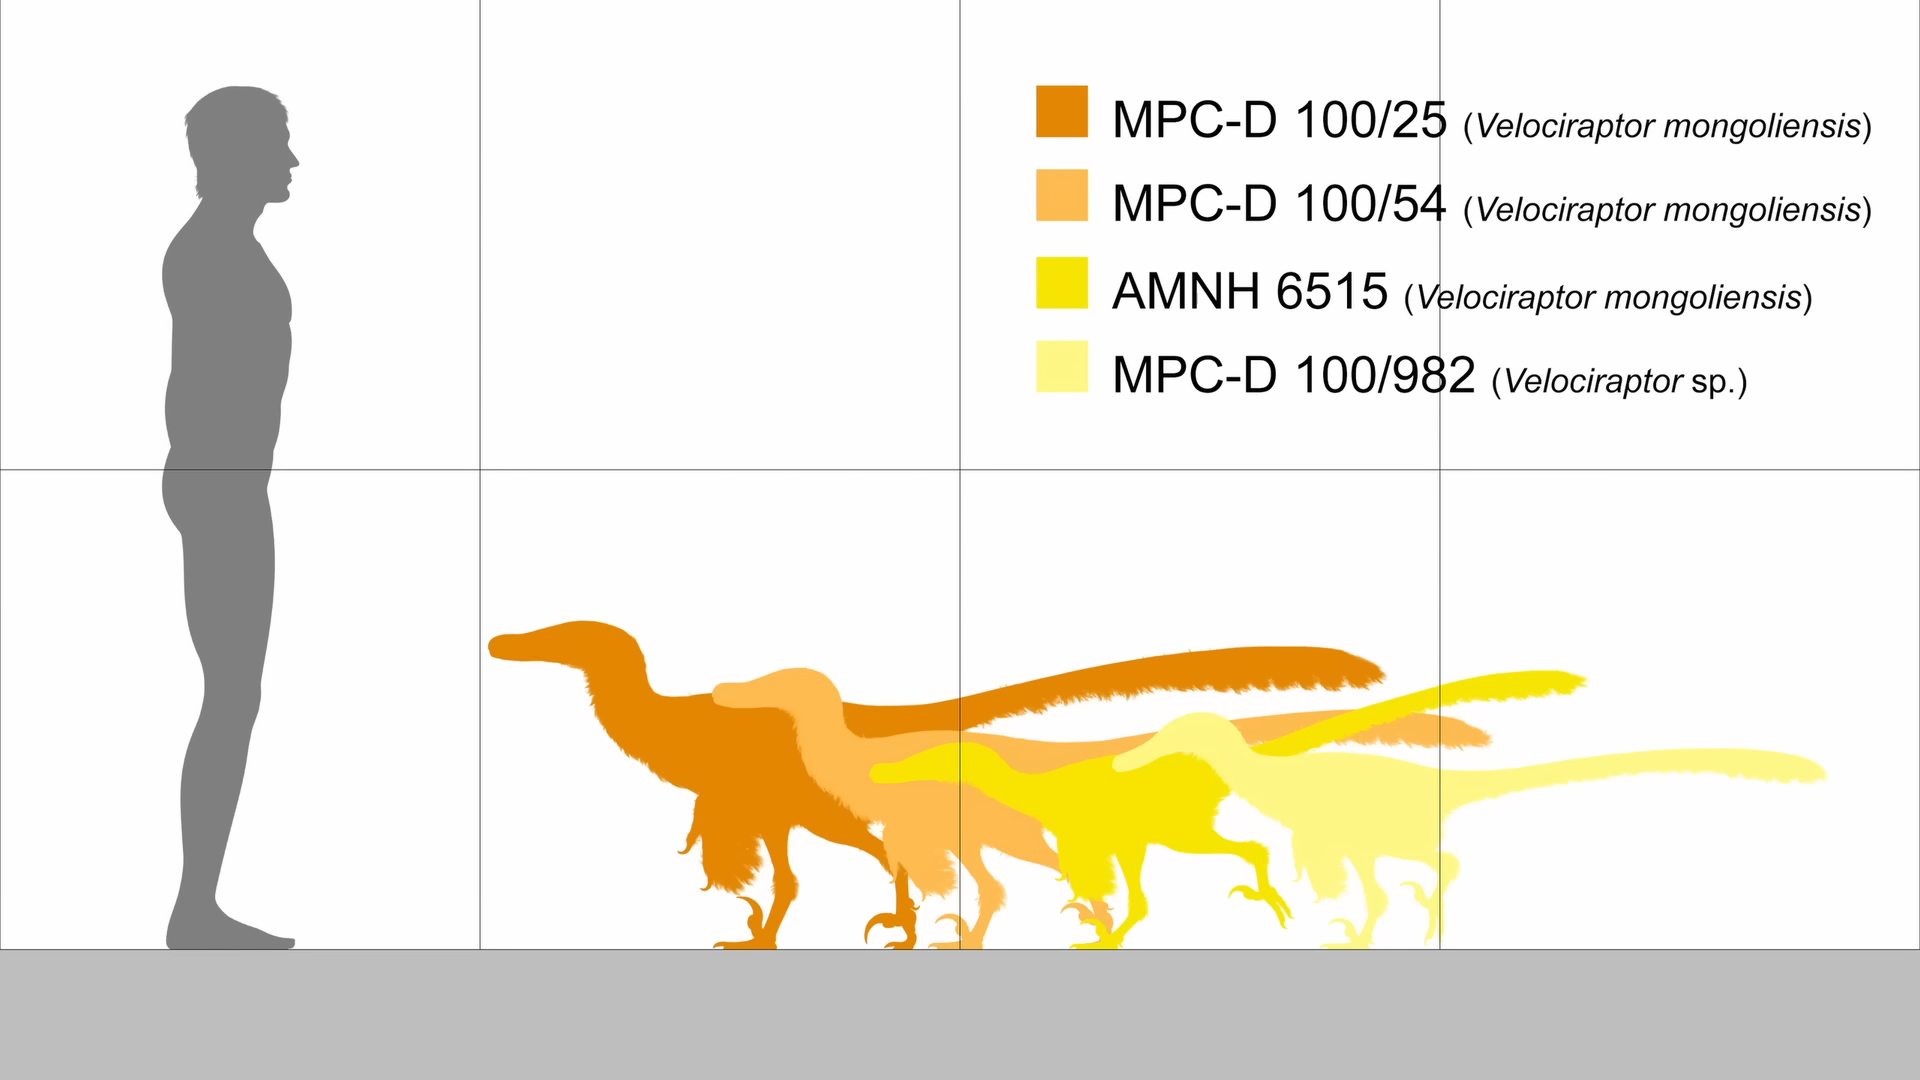 MPC-D 100/25 (Velociraptor mongoliensis)
MPC-D 100/54 (Velociraptor mongoliensis)
AMNH 6515 (Velociraptor mongoliensis)
MPC-D 100/982 (Velociraptor sp.)